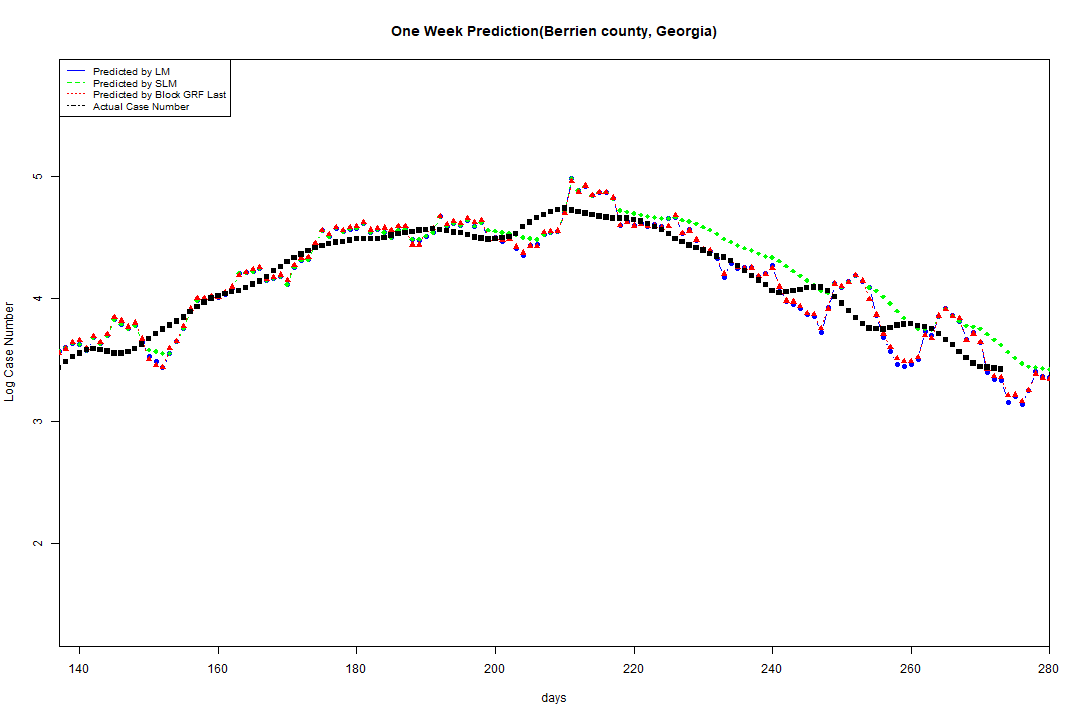 One Week Prediction(Berrien county, Georgia)
Predicted by LM
Predicted by SLM
Predicted by Block GRF Last
Actual Case Number
5
4
3
2
Log Case Number
140 160 180 200 220 240 260 280
days